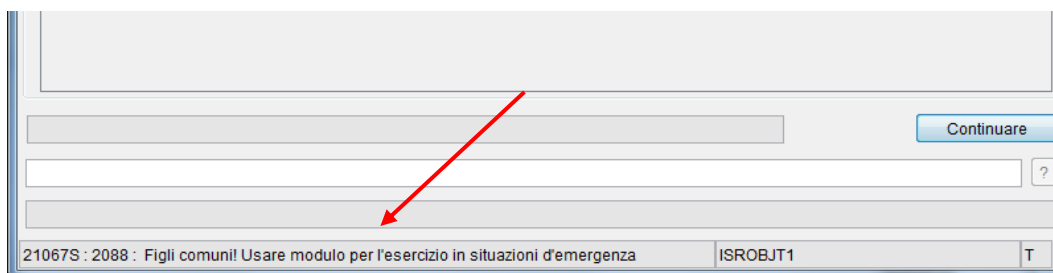 Continuare
?
21067S : 2088 : Figli comuni! Usare modulo per l'esercizio in situazioni d'emergenza ISROBJT1 T